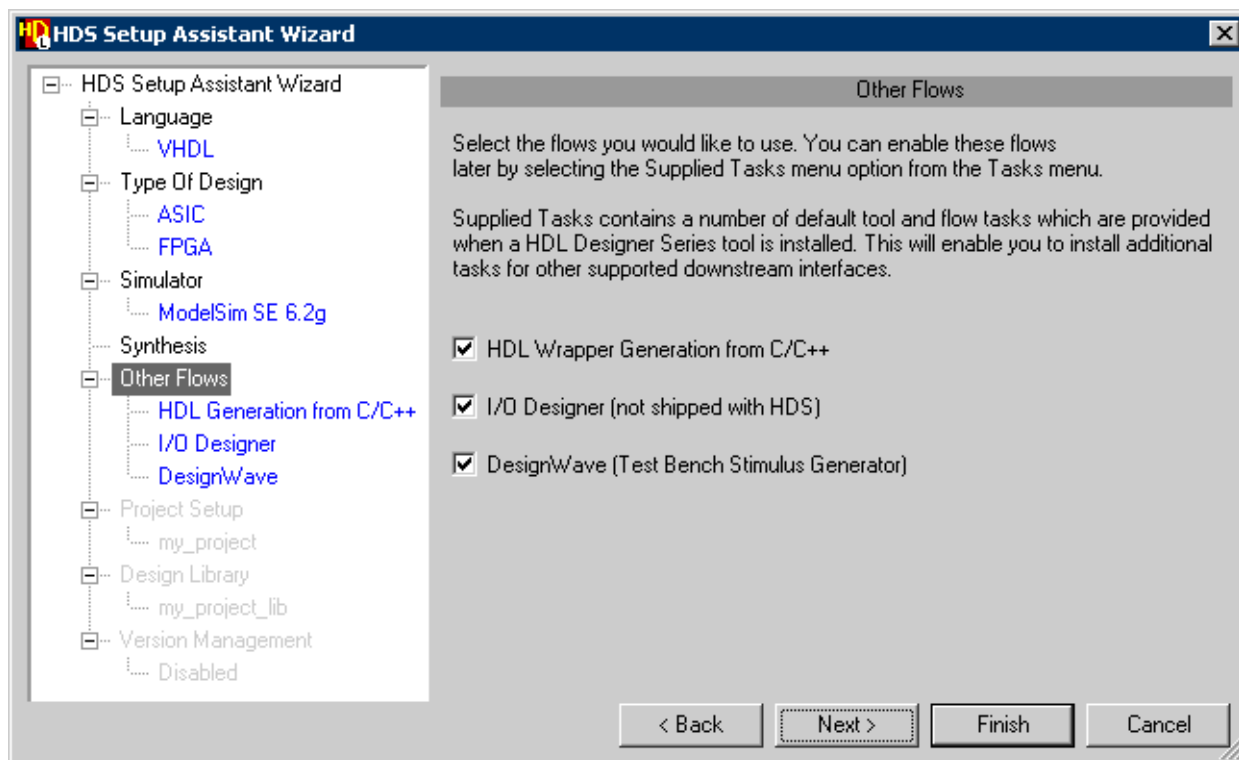 HDS Setup Assistant Wizard
HDS Setup Assistant Wizard
Language
VHDL
Type Of Design
ASIC
FPGA
Simulator
ModelSim SE 6.2g
Synthesis
Other Flows
HDL Generation from C/C++
I/O Designer
DesignWave
Project Setup
my_project
Design Library
my_project_lib
Version Management
Disabled
Other Flows
Select the flows you would like to use. You can enable these flows
later by selecting the Supplied Tasks menu option from the Tasks menu.
Supplied Tasks contains a number of default tool and flow tasks which are provided
when a HDL Designer Series tool is installed. This will enable you to install additional
tasks for other supported downstream interfaces.
HDL Wrapper Generation from C/C++
I/O Designer (not shipped with HDS)
DesignWave (Test Bench Stimulus Generator)
< Back
Next >
Finish
Cancel